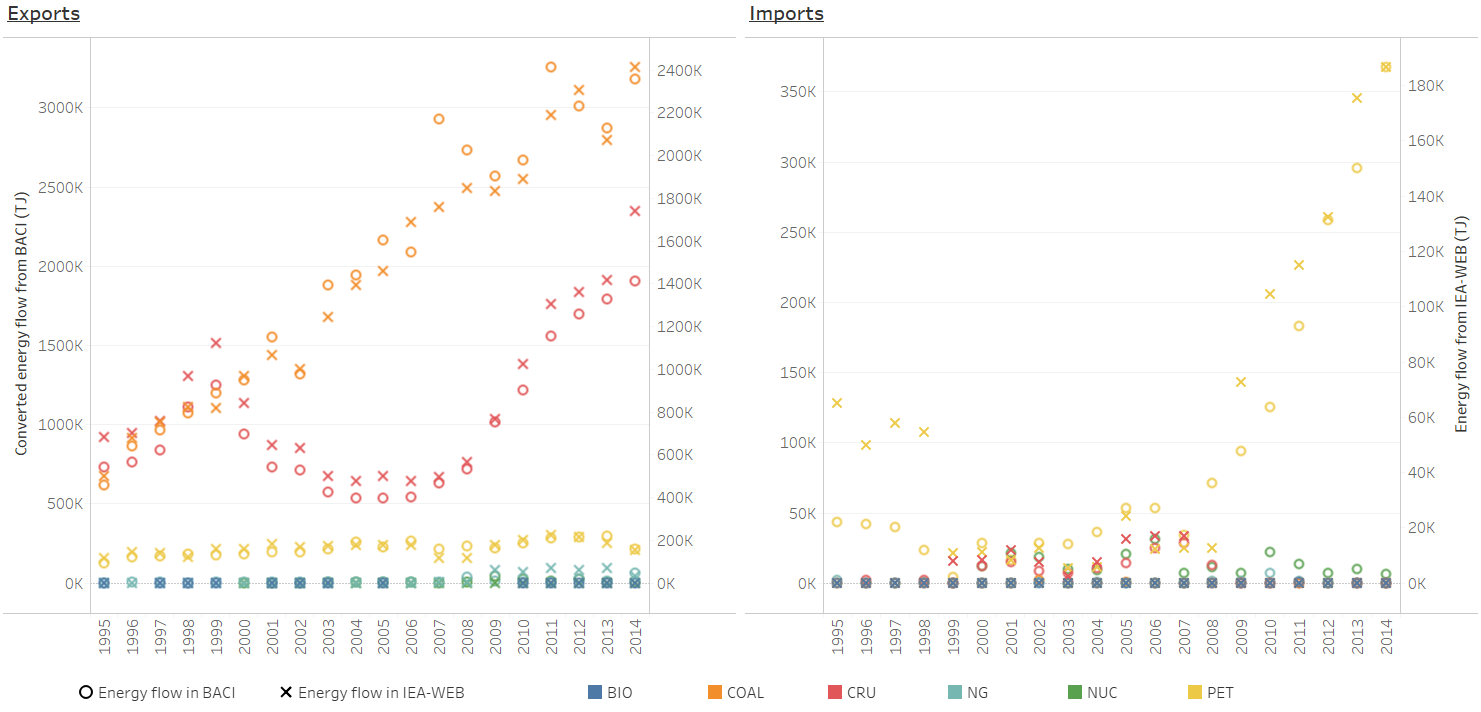 Exports
Imports
Converted energy flow from BACI (TJ)
3000K
2500K
2000K
1500K
1000K
500K
0K
2400K
2200K
2000K
1800K
1600K
1400K
1200K
1000K
800K
600K
400K
200K
0K
1995 1996 1997 1998 1999 2000 2001 2002 2003 2004 2005 2006 2007 2008 2009 2010 2011 2012 2013 2014
350K
300K
250K
200K
150K
100K
50K
0K
180K
160K
140K
120K
100K
80K
60K
40K
20K
0K
Energy flow from IEA-WEB (TJ)
1995 1996 1997 1998 1999 2000 2001 2002 2003 2004 2005 2006 2007 2008 2009 2010 2011 2012 2013 2014
Energy flow in BACI Energy flow in IEA-WEB BIO COAL CRU NG NUC PET